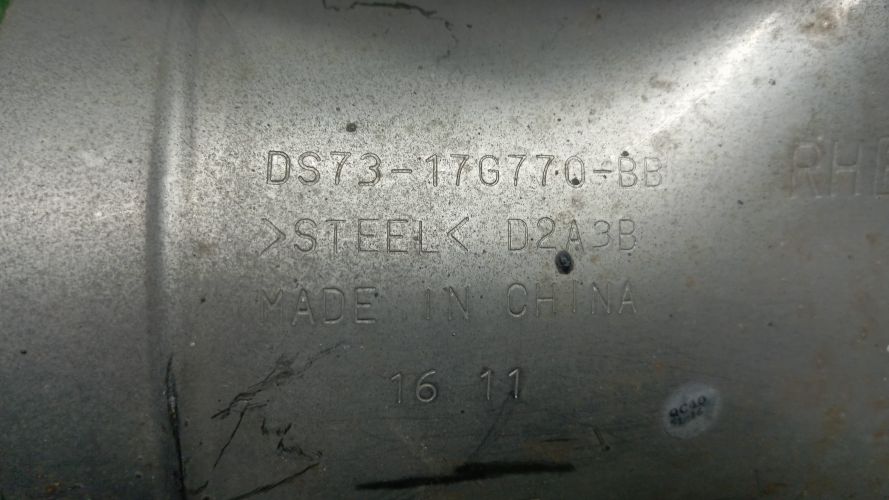 DS73-17G770-BB
>STEEL< D2A3B
MADE IN CHINA
16 11